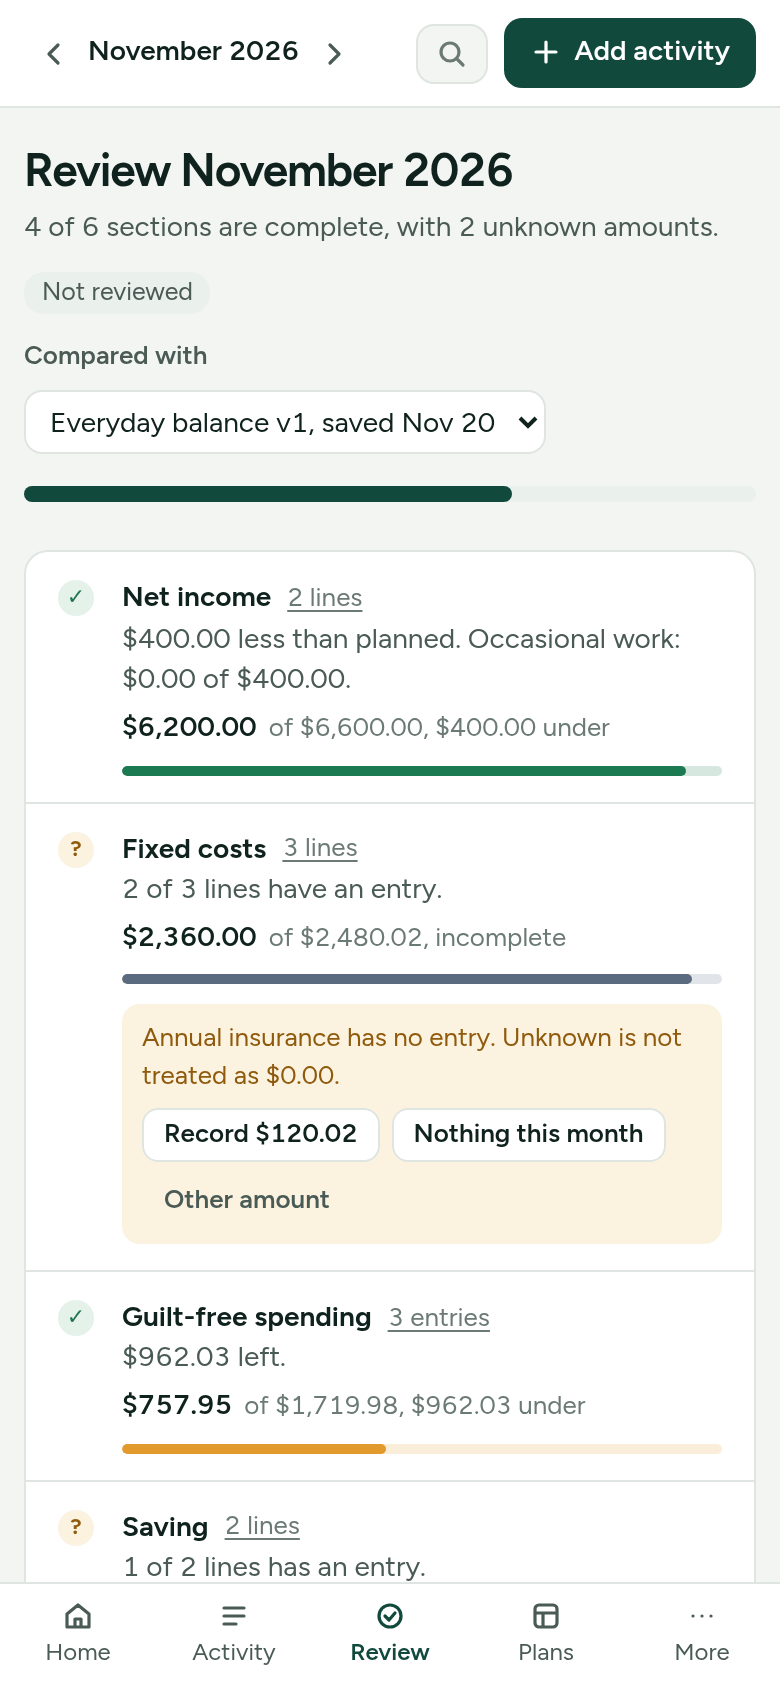 November 2026
Add activity
Review November 2026
4 of 6 sections are complete, with 2 unknown amounts.
Not reviewed
Compared with
Everyday balance v1, saved Nov 20
✓ Net income 2 lines
$400.00 less than planned. Occasional work:
$0.00 of $400.00.
$6,200.00 of $6,600.00, $400.00 under
? Fixed costs 3 lines
2 of 3 lines have an entry.
$2,360.00 of $2,480.02, incomplete
Annual insurance has no entry. Unknown is not
treated as $0.00.
Record $120.02 Nothing this month
Other amount
✓ Guilt-free spending 3 entries
$962.03 left.
$757.95 of $1,719.98, $962.03 under
? Saving 2 lines
1 of 2 lines has an entry.
Home Activity Review Plans More